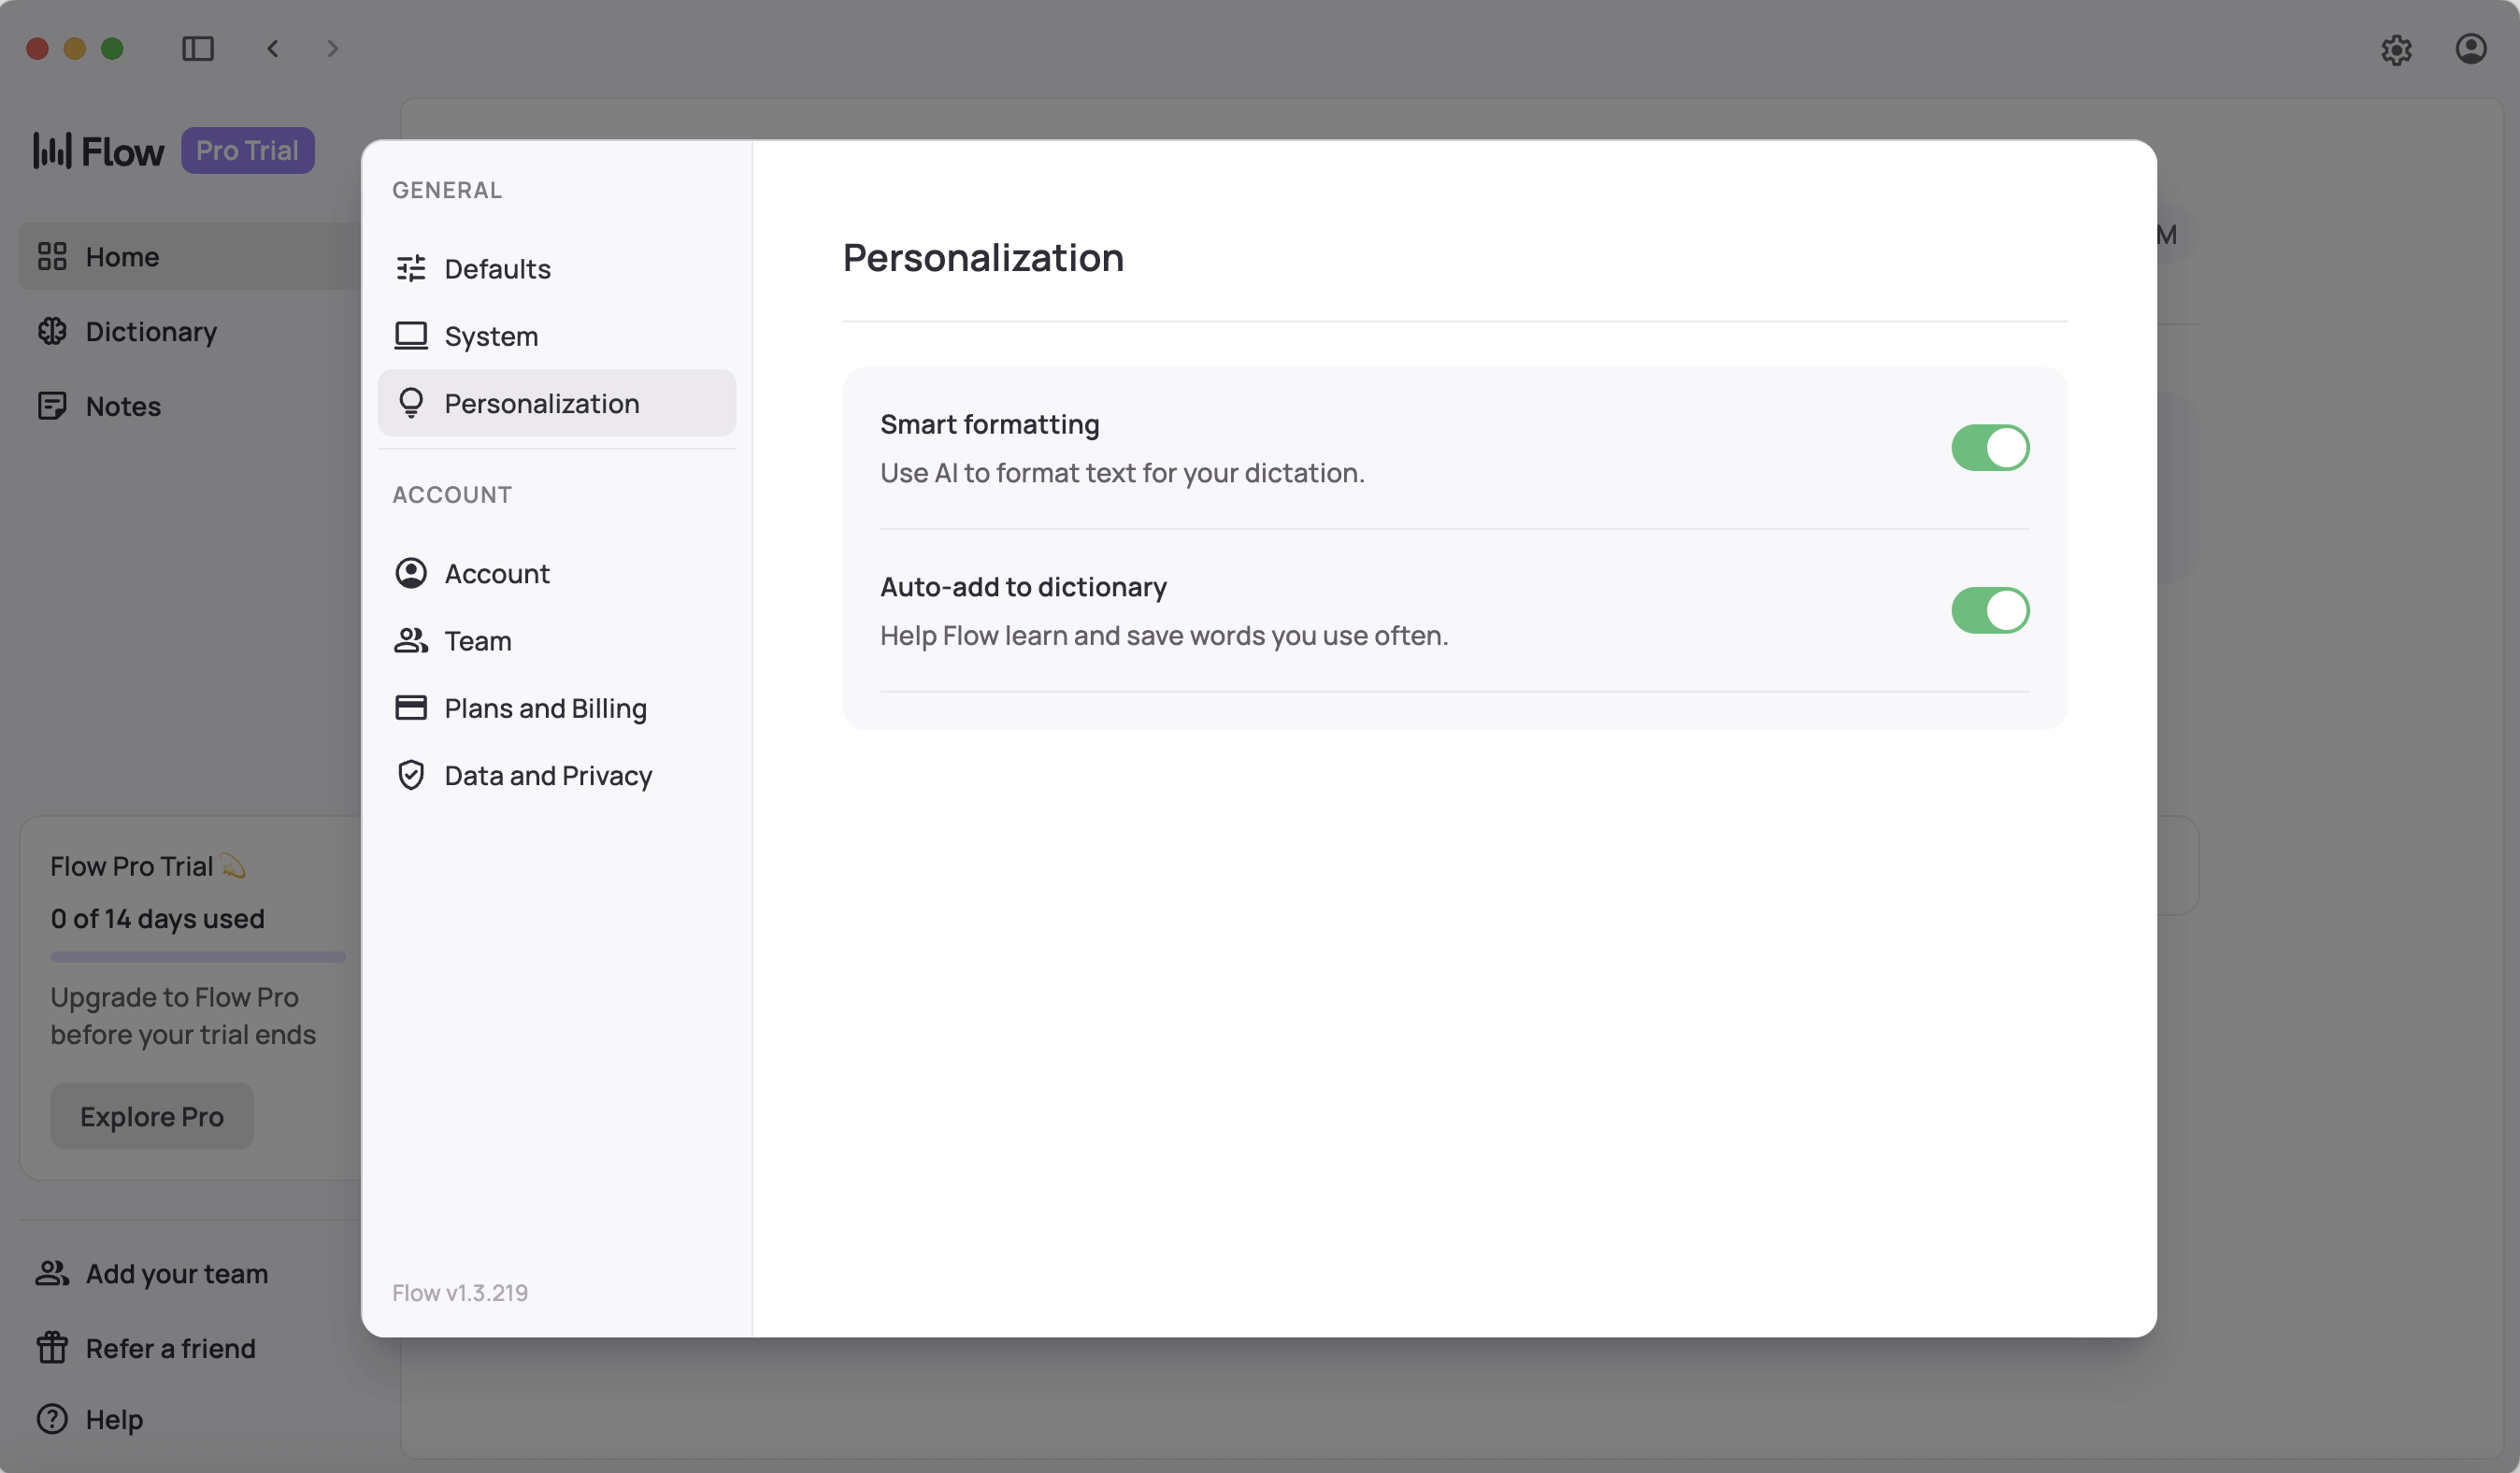 Flow Pro Trial
Home
Dictionary
Notes
Flow Pro Trial 💫
0 of 14 days used
Upgrade to Flow Pro
before your trial ends
Explore Pro
Add your team
Refer a friend
Help
GENERAL
Defaults
System
Personalization
ACCOUNT
Account
Team
Plans and Billing
Data and Privacy
Flow v1.3.219
Personalization
Smart formatting
Use AI to format text for your dictation.
Auto-add to dictionary
Help Flow learn and save words you use often.
M